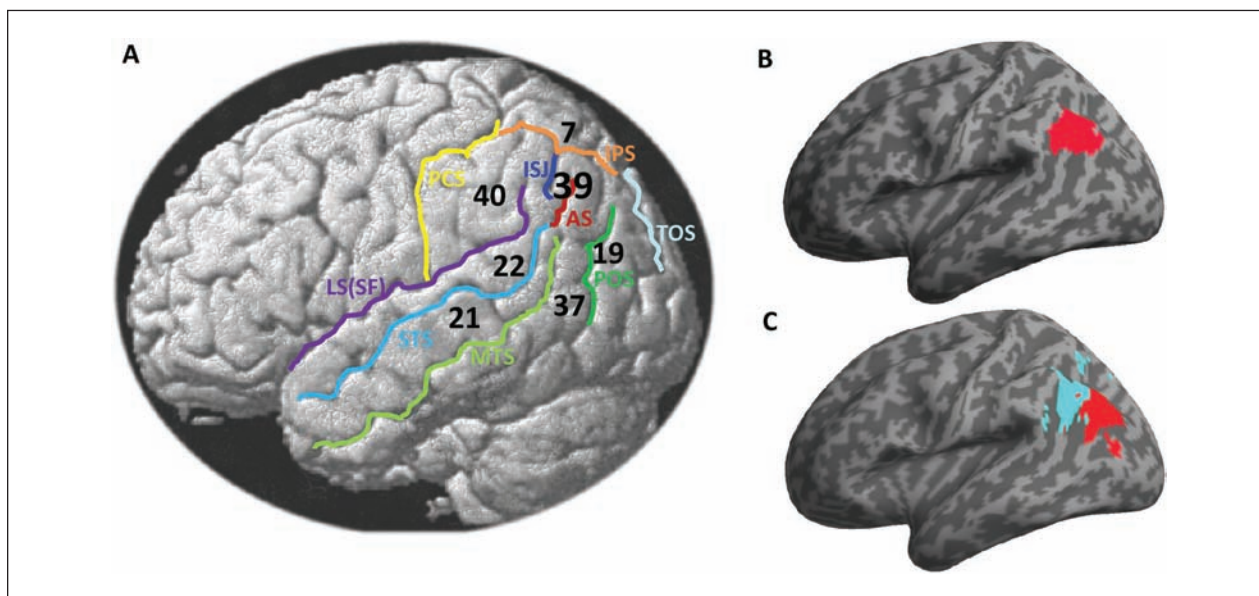 A
B
7
IPS
PCS
ISJ
40
39
AS
TOS
19
22
POS
LS(SF)
37
21
STS
MTS
C